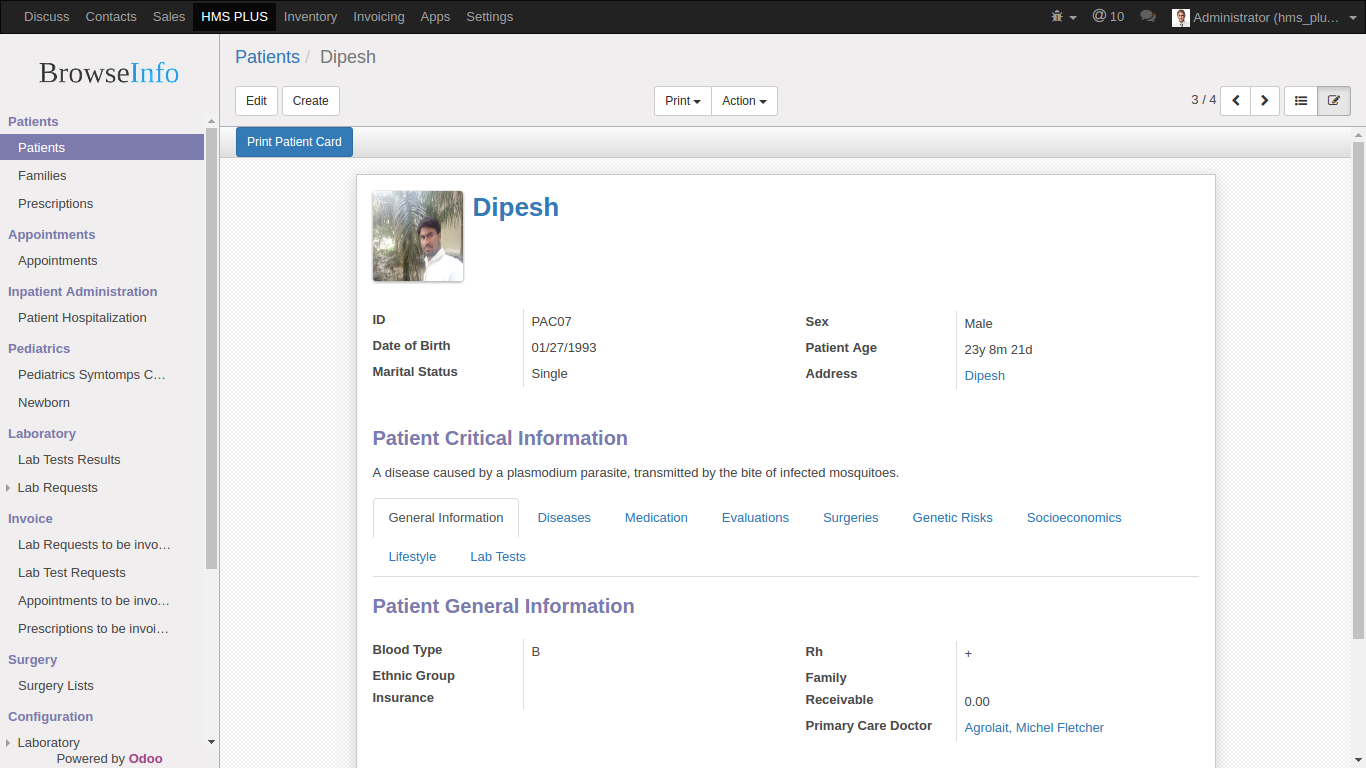 Discuss Contacts Sales HMS PLUS Inventory Invoicing Apps Settings @ 10 Administrator (hms_plu...
BrowseInfo
Patients
Patients
Families
Prescriptions
Appointments
Appointments
Inpatient Administration
Patient Hospitalization
Pediatrics
Pediatrics Symtomps C...
Newborn
Laboratory
Lab Tests Results
Lab Requests
Invoice
Lab Requests to be invo...
Lab Test Requests
Appointments to be invo...
Prescriptions to be invoi...
Surgery
Surgery Lists
Configuration
Laboratory
Powered by Odoo
Patients / Dipesh
Edit Create Print Action 3 / 4
Print Patient Card
Dipesh
ID PAC07 Sex Male
Date of Birth 01/27/1993 Patient Age 23y 8m 21d
Marital Status Single Address Dipesh
Patient Critical Information
A disease caused by a plasmodium parasite, transmitted by the bite of infected mosquitoes.
General Information Diseases Medication Evaluations Surgeries Genetic Risks Socioeconomics
Lifestyle Lab Tests
Patient General Information
Blood Type B Rh +
Ethnic Group Family
Insurance Receivable 0.00
Primary Care Doctor Agrolait, Michel Fletcher